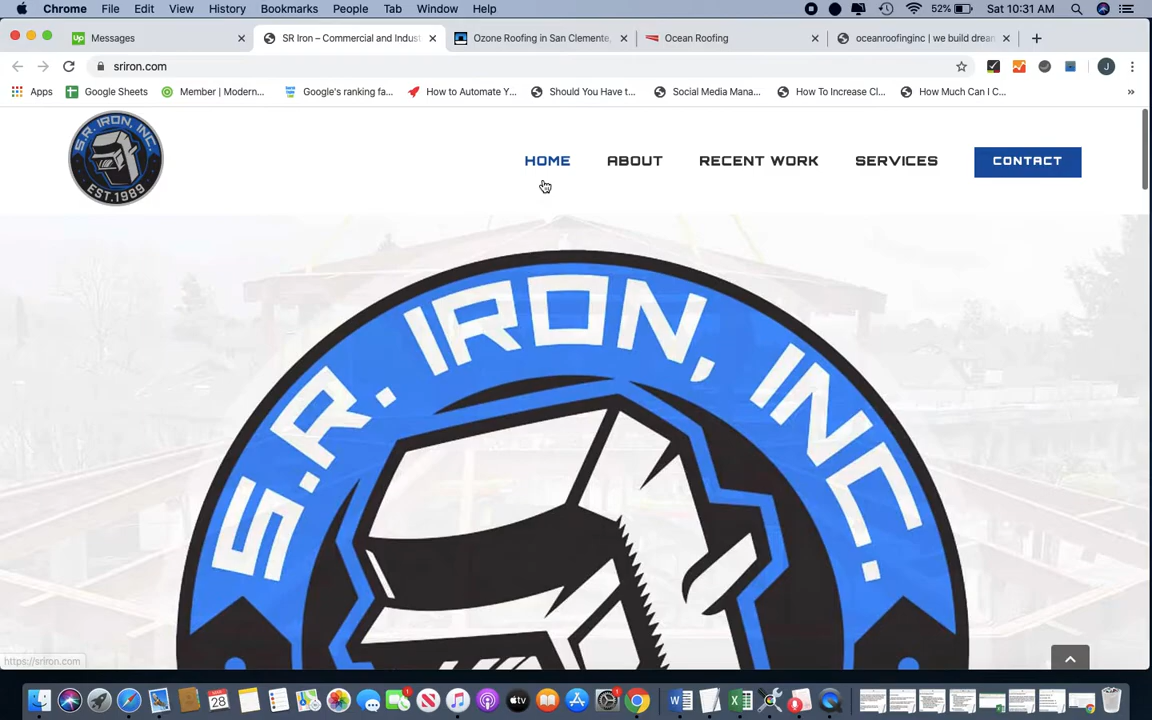 Chrome File Edit View History Bookmarks People Tab Window Help 52% Sat 10:31 AM
Messages SR Iron – Commercial and Indust Ozone Roofing in San Clemente, Ocean Roofing oceanroofinginc | we build drean
sriron.com J
Apps Google Sheets Member | Modern... Google's ranking fa... How to Automate Y... Should You Have t... Social Media Mana... How To Increase Cl... How Much Can I C... »
S.R. IRON, INC. EST.1989
HOME ABOUT RECENT WORK SERVICES CONTACT
S.R. IRON, INC.
https://sriron.com